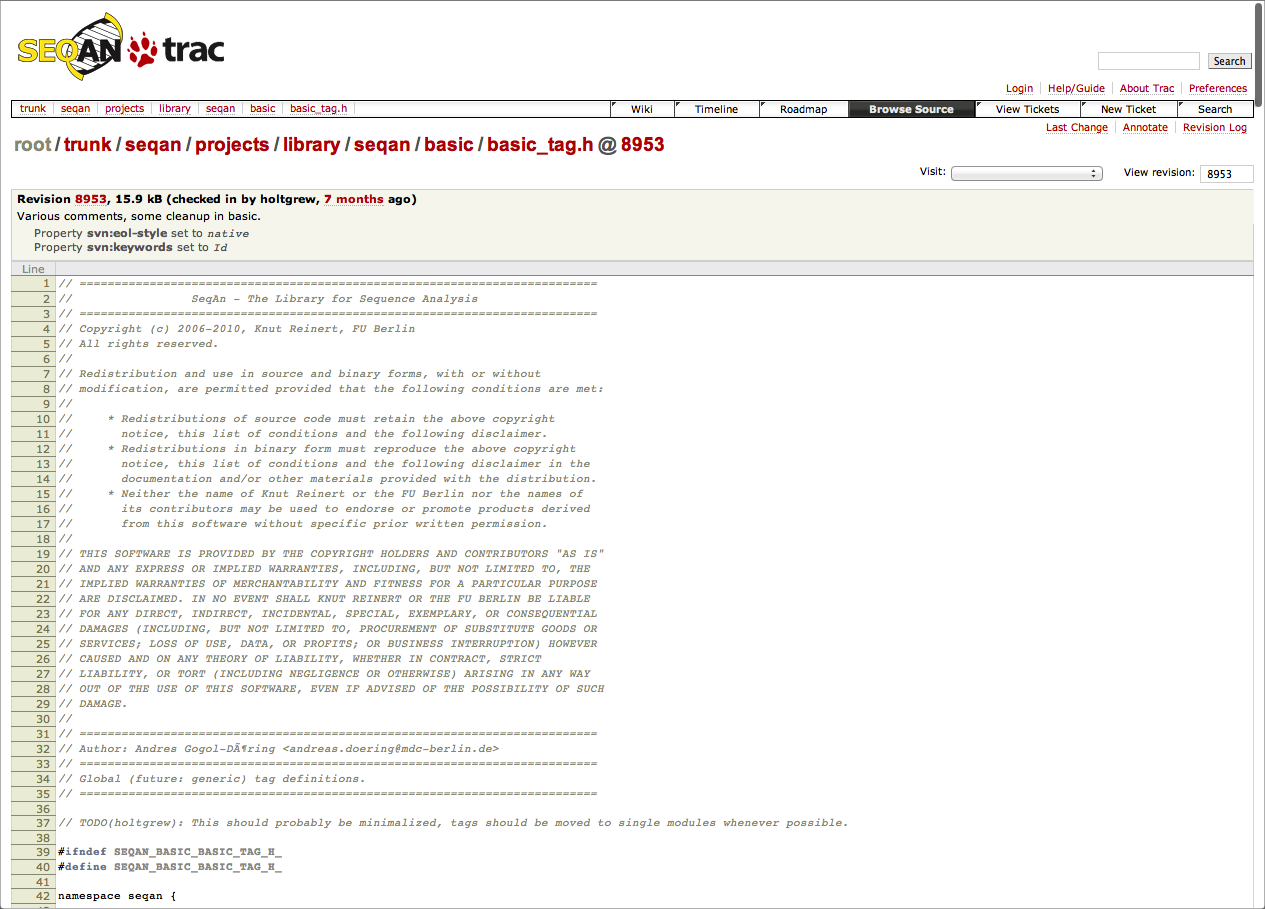 SEQAN trac
Search
Login Help/Guide About Trac Preferences
trunk seqan projects library seqan basic basic_tag.h
Wiki Timeline Roadmap Browse Source View Tickets New Ticket Search
Last Change Annotate Revision Log
root / trunk / seqan / projects / library / seqan / basic / basic_tag.h @ 8953
Visit: View revision: 8953
Revision 8953, 15.9 kB (checked in by holtgrew, 7 months ago)
Various comments, some cleanup in basic.
Property svn:eol-style set to native
Property svn:keywords set to Id
Line
1 // ==========================================================================
2 // SeqAn - The Library for Sequence Analysis
3 // ==========================================================================
4 // Copyright (c) 2006-2010, Knut Reinert, FU Berlin
5 // All rights reserved.
6 //
7 // Redistribution and use in source and binary forms, with or without
8 // modification, are permitted provided that the following conditions are met:
9 //
10 // * Redistributions of source code must retain the above copyright
11 // notice, this list of conditions and the following disclaimer.
12 // * Redistributions in binary form must reproduce the above copyright
13 // notice, this list of conditions and the following disclaimer in the
14 // documentation and/or other materials provided with the distribution.
15 // * Neither the name of Knut Reinert or the FU Berlin nor the names of
16 // its contributors may be used to endorse or promote products derived
17 // from this software without specific prior written permission.
18 //
19 // THIS SOFTWARE IS PROVIDED BY THE COPYRIGHT HOLDERS AND CONTRIBUTORS "AS IS"
20 // AND ANY EXPRESS OR IMPLIED WARRANTIES, INCLUDING, BUT NOT LIMITED TO, THE
21 // IMPLIED WARRANTIES OF MERCHANTABILITY AND FITNESS FOR A PARTICULAR PURPOSE
22 // ARE DISCLAIMED. IN NO EVENT SHALL KNUT REINERT OR THE FU BERLIN BE LIABLE
23 // FOR ANY DIRECT, INDIRECT, INCIDENTAL, SPECIAL, EXEMPLARY, OR CONSEQUENTIAL
24 // DAMAGES (INCLUDING, BUT NOT LIMITED TO, PROCUREMENT OF SUBSTITUTE GOODS OR
25 // SERVICES; LOSS OF USE, DATA, OR PROFITS; OR BUSINESS INTERRUPTION) HOWEVER
26 // CAUSED AND ON ANY THEORY OF LIABILITY, WHETHER IN CONTRACT, STRICT
27 // LIABILITY, OR TORT (INCLUDING NEGLIGENCE OR OTHERWISE) ARISING IN ANY WAY
28 // OUT OF THE USE OF THIS SOFTWARE, EVEN IF ADVISED OF THE POSSIBILITY OF SUCH
29 // DAMAGE.
30 //
31 // ==========================================================================
32 // Author: Andres Gogol-DÃ¶ring <andreas.doering@mdc-berlin.de>
33 // ==========================================================================
34 // Global (future: generic) tag definitions.
35 // ==========================================================================
36
37 // TODO(holtgrew): This should probably be minimalized, tags should be moved to single modules whenever possible.
38
39 #ifndef SEQAN_BASIC_BASIC_TAG_H_
40 #define SEQAN_BASIC_BASIC_TAG_H_
41
42 namespace seqan {